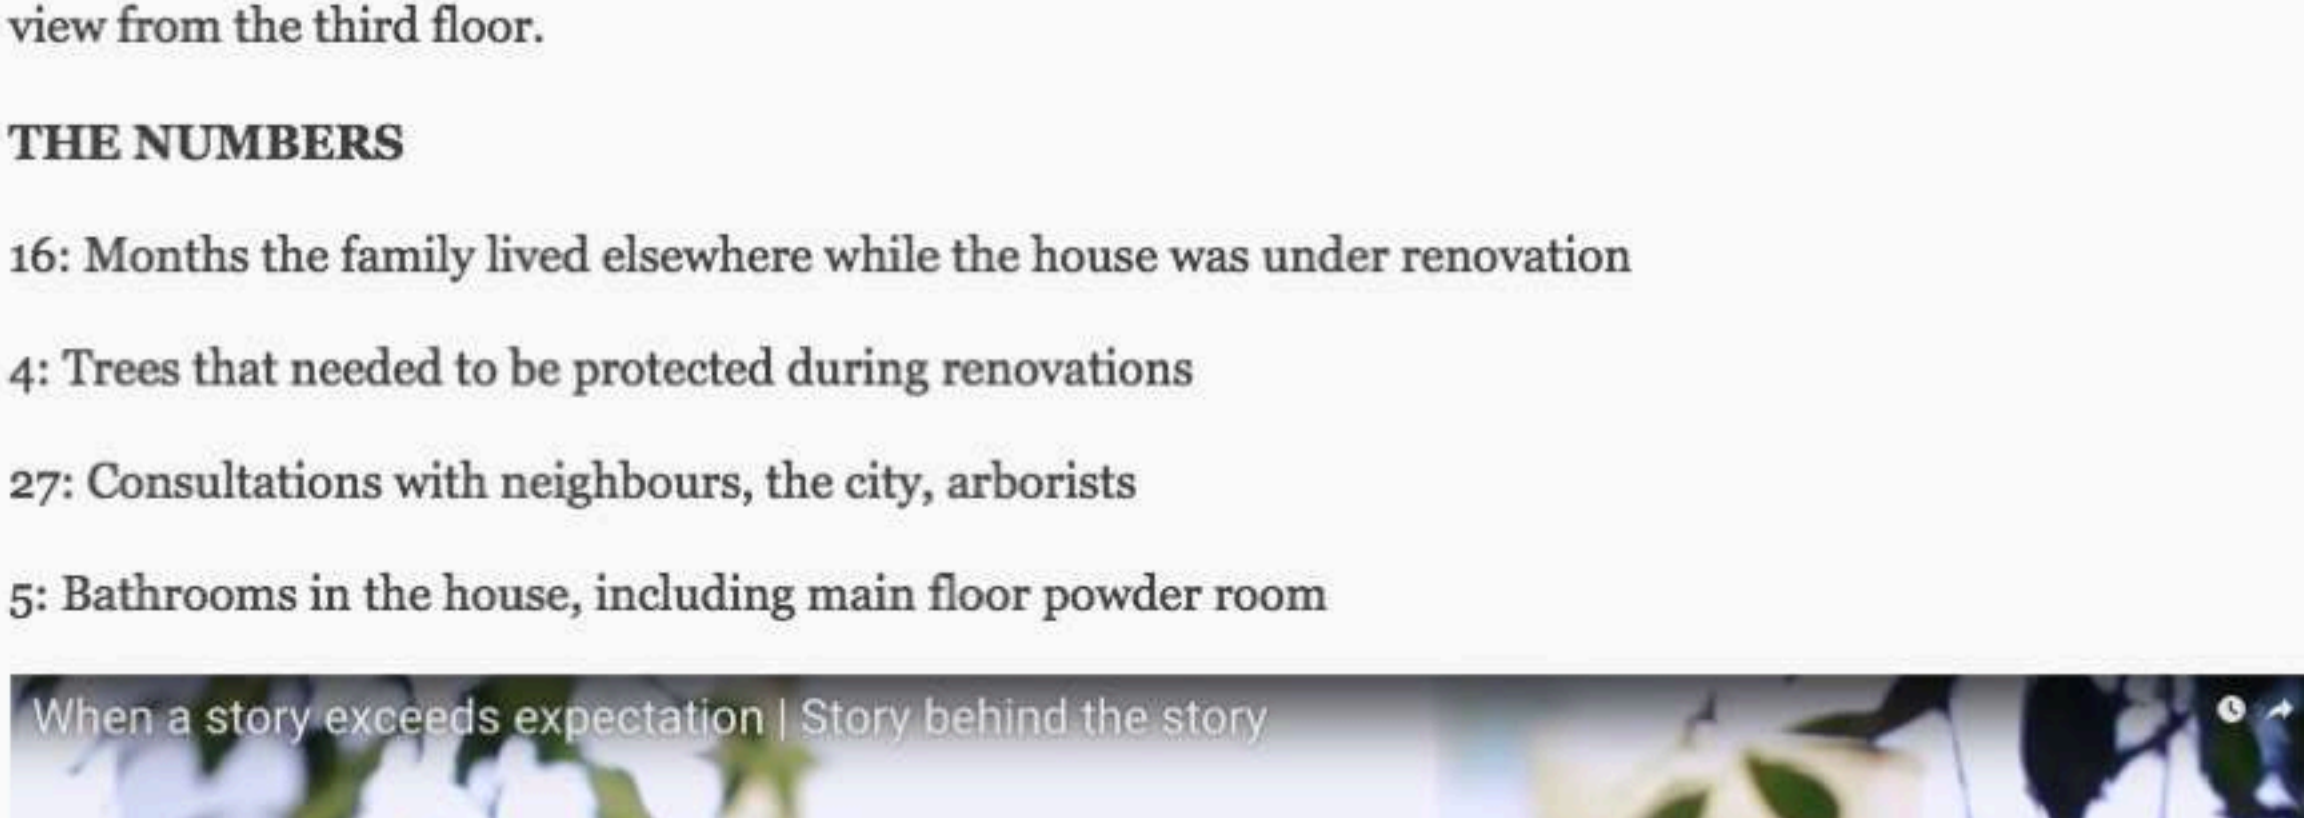 view from the third floor.
THE NUMBERS
16: Months the family lived elsewhere while the house was under renovation
4: Trees that needed to be protected during renovations
27: Consultations with neighbours, the city, arborists
5: Bathrooms in the house, including main floor powder room
When a story exceeds expectation | Story behind the story